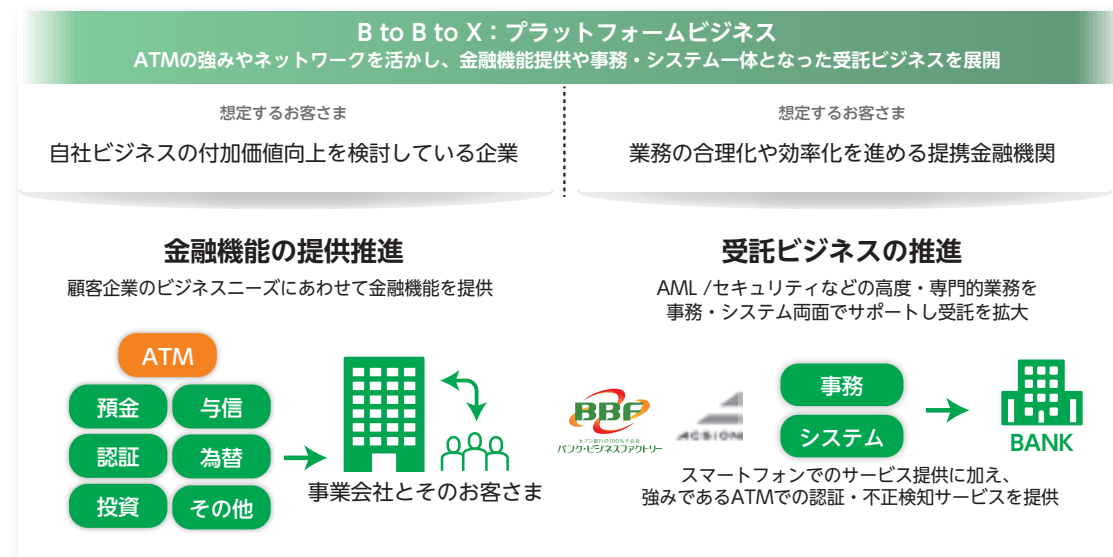 B to B to X：プラットフォームビジネス
ATMの強みやネットワークを活かし、金融機能提供や事務・システム一体となった受託ビジネスを展開
想定するお客さま
自社ビジネスの付加価値向上を検討している企業
金融機能の提供推進
顧客企業のビジネスニーズにあわせて金融機能を提供
ATM
預金
与信
認証
為替
投資
その他
事業会社とそのお客さま
想定するお客さま
業務の合理化や効率化を進める提携金融機関
受託ビジネスの推進
AML /セキュリティなどの高度・専門的業務を
事務・システム両面でサポートし受託を拡大
BBF
セブン銀行の100%子会社
バンク・ビジネスファクトリー
ACSION
事務
システム
BANK
スマートフォンでのサービス提供に加え、
強みであるATMでの認証・不正検知サービスを提供